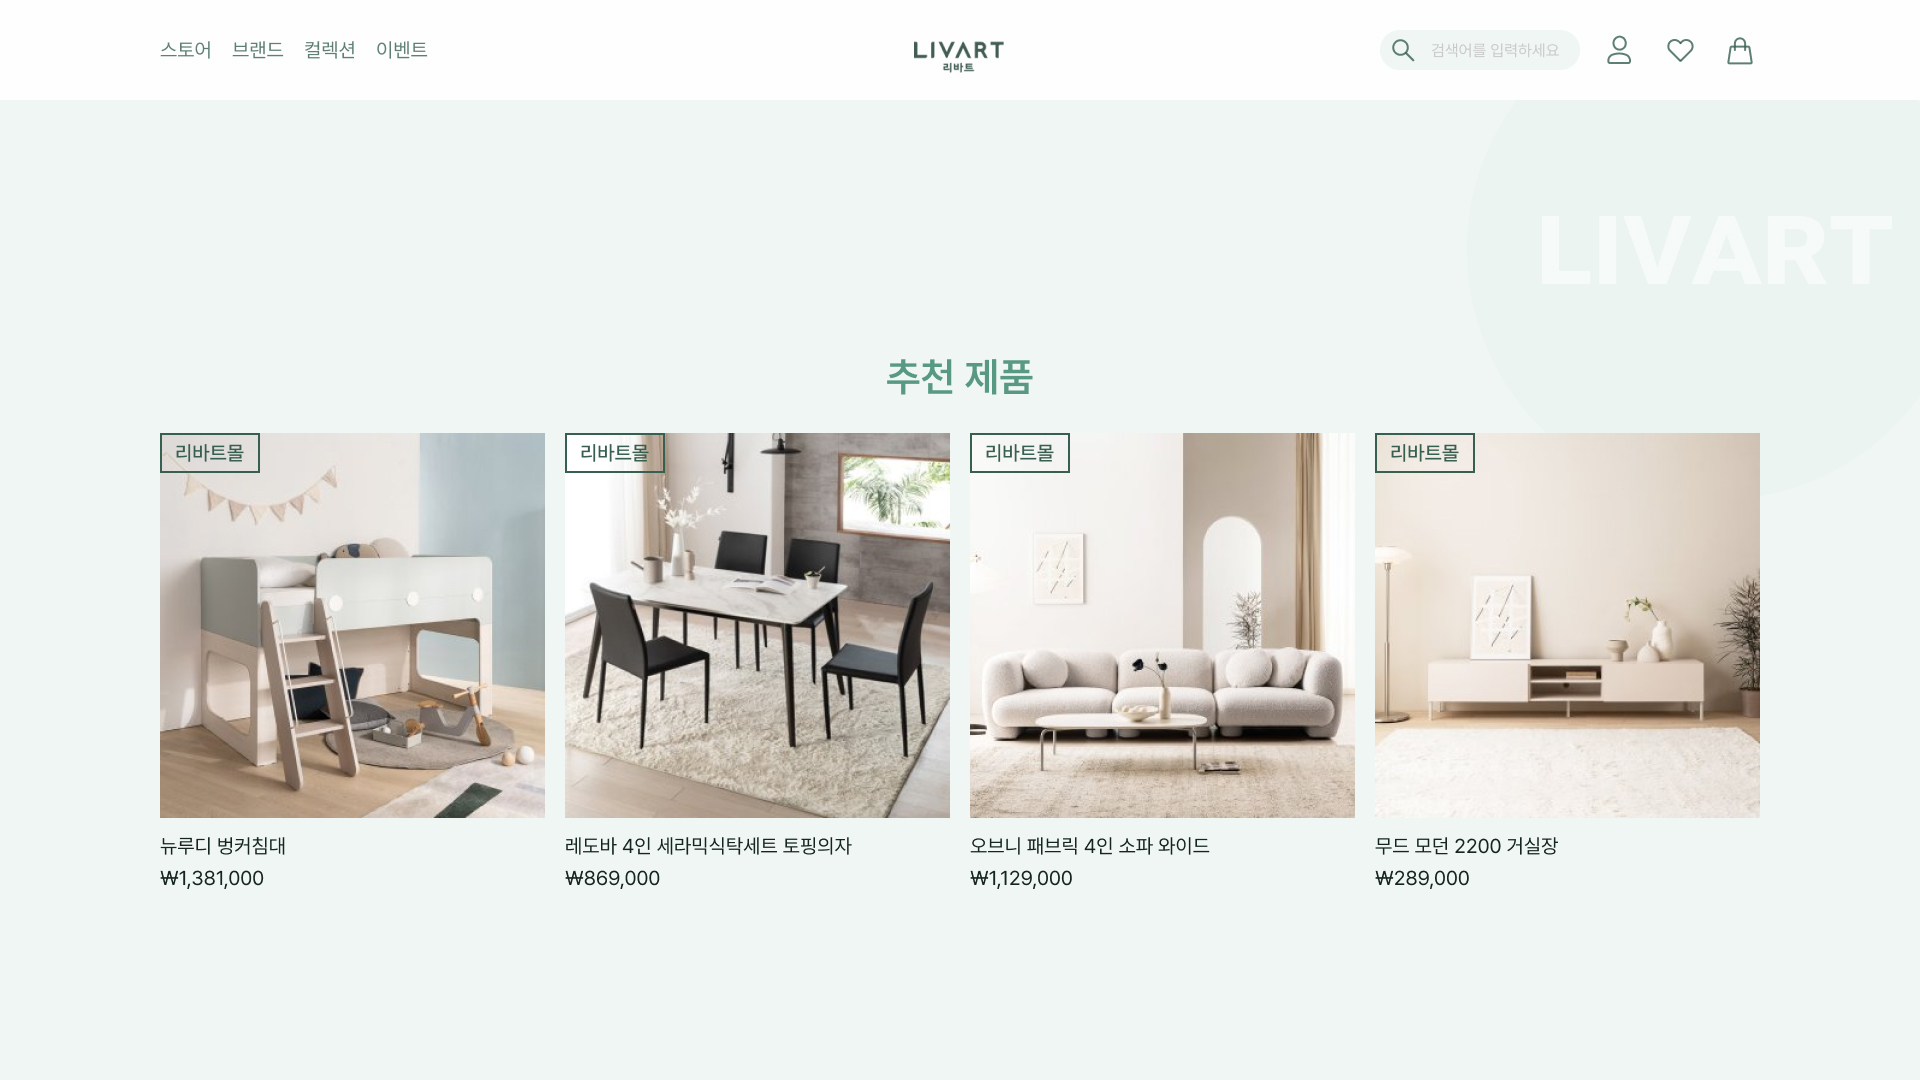 스토어 브랜드 컬렉션 이벤트
LIVART
리바트
검색어를 입력하세요
LIVART
추천 제품
리바트몰
리바트몰
리바트몰
리바트몰
뉴루디 벙커침대
₩1,381,000
레도바 4인 세라믹식탁세트 토핑의자
₩869,000
오브니 패브릭 4인 소파 와이드
₩1,129,000
무드 모던 2200 거실장
₩289,000